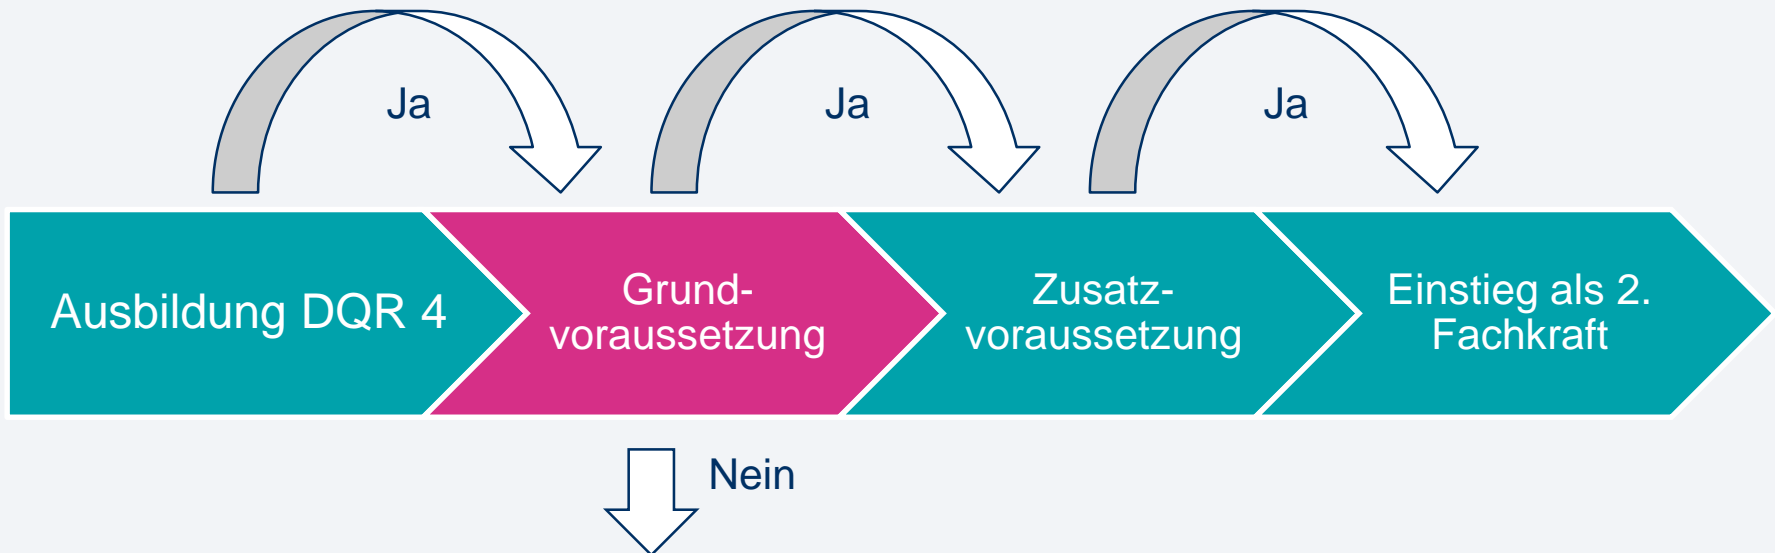 Ja
Ja
Ja
Ausbildung DQR 4
Grund-
voraussetzung
Zusatz-
voraussetzung
Einstieg als 2.
Fachkraft
Nein